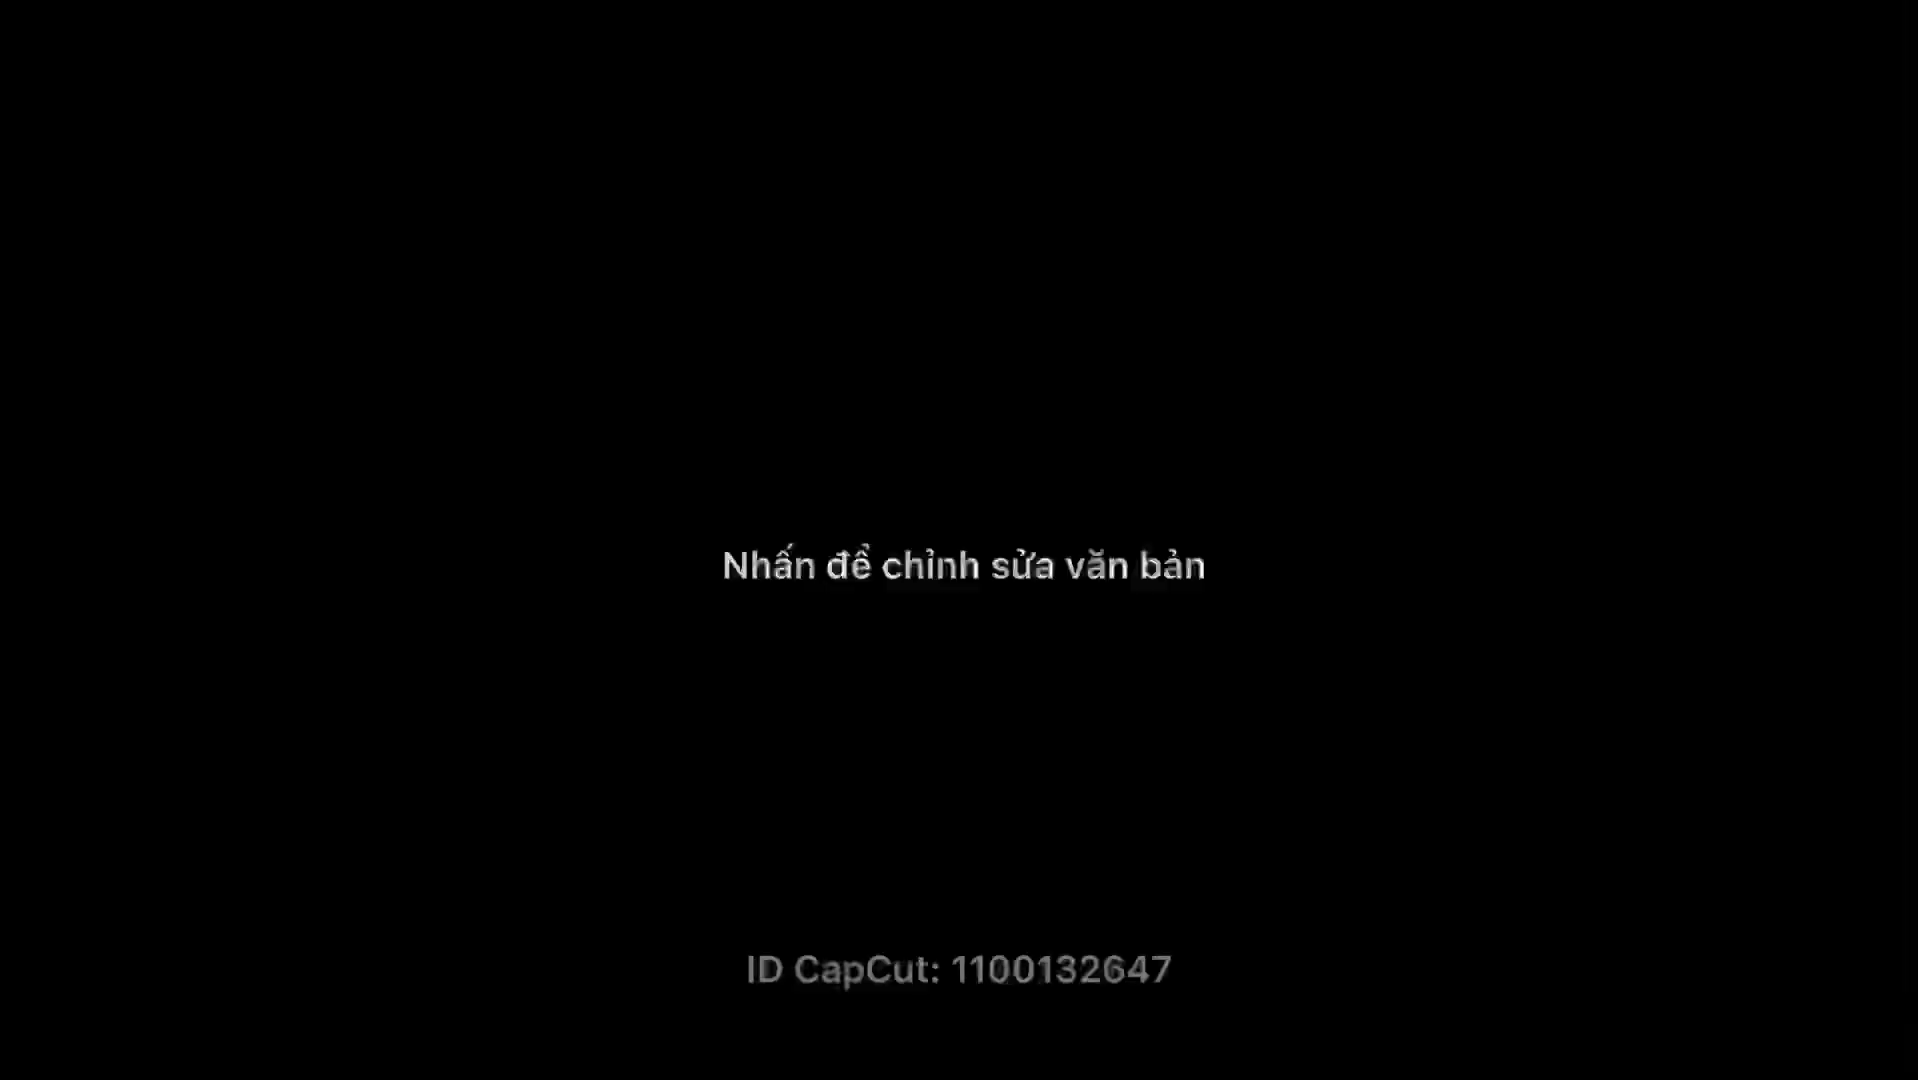 Nhấn để chỉnh sửa văn bản
ID CapCut: 1100132647